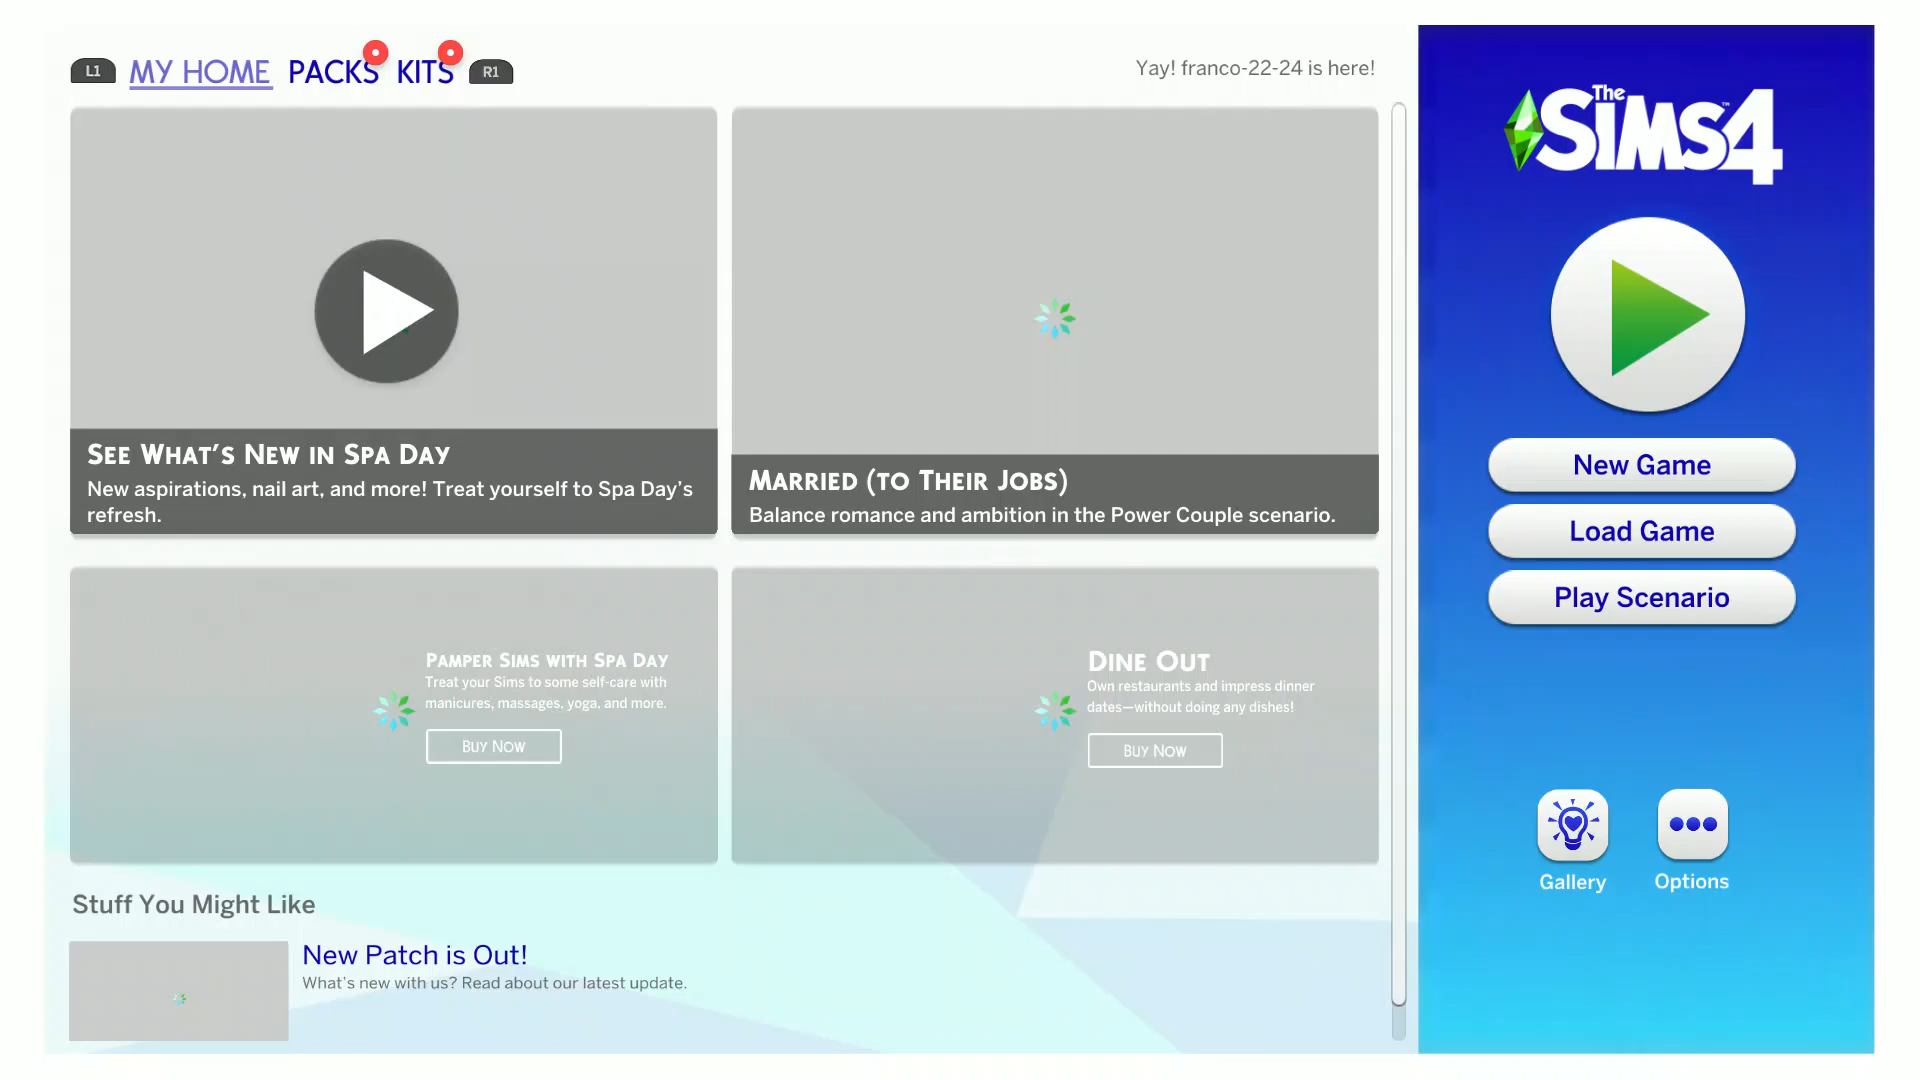 L1 MY HOME PACKS KITS R1
Yay! franco-22-24 is here!
See What's New in Spa Day
New aspirations, nail art, and more! Treat yourself to Spa Day's
refresh.
Married (to Their Jobs)
Balance romance and ambition in the Power Couple scenario.
Pamper Sims with Spa Day
Treat your Sims to some self-care with
manicures, massages, yoga, and more.
Buy Now
Dine Out
Own restaurants and impress dinner
dates—without doing any dishes!
Buy Now
Stuff You Might Like
New Patch is Out!
What's new with us? Read about our latest update.
The SIMS 4
New Game
Load Game
Play Scenario
Gallery
Options